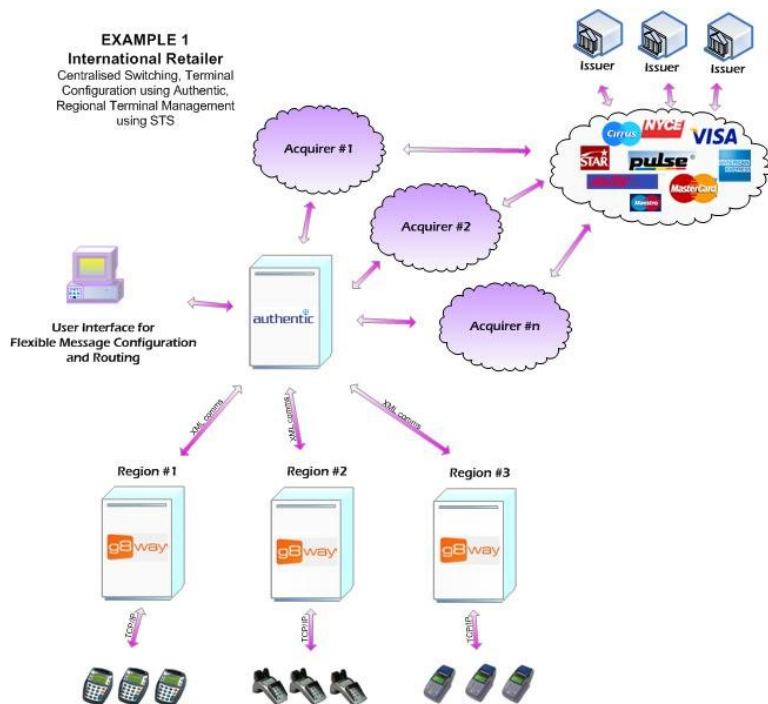 EXAMPLE 1
International Retailer
Centralised Switching, Terminal
Configuration using Authentic,
Regional Terminal Management
using STS
Issuer
Issuer
Issuer
Cirrus
NYCE
VISA
STAR
pulse
AMERICAN EXPRESS
MasterCard
Maestro
Acquirer #1
Acquirer #2
Acquirer #n
authentic
User Interface for
Flexible Message Configuration
and Routing
XML comms
XML comms
XML comms
Region #1
Region #2
Region #3
g8way
g8way
g8way
TCP/IP
TCP/IP
TCP/IP